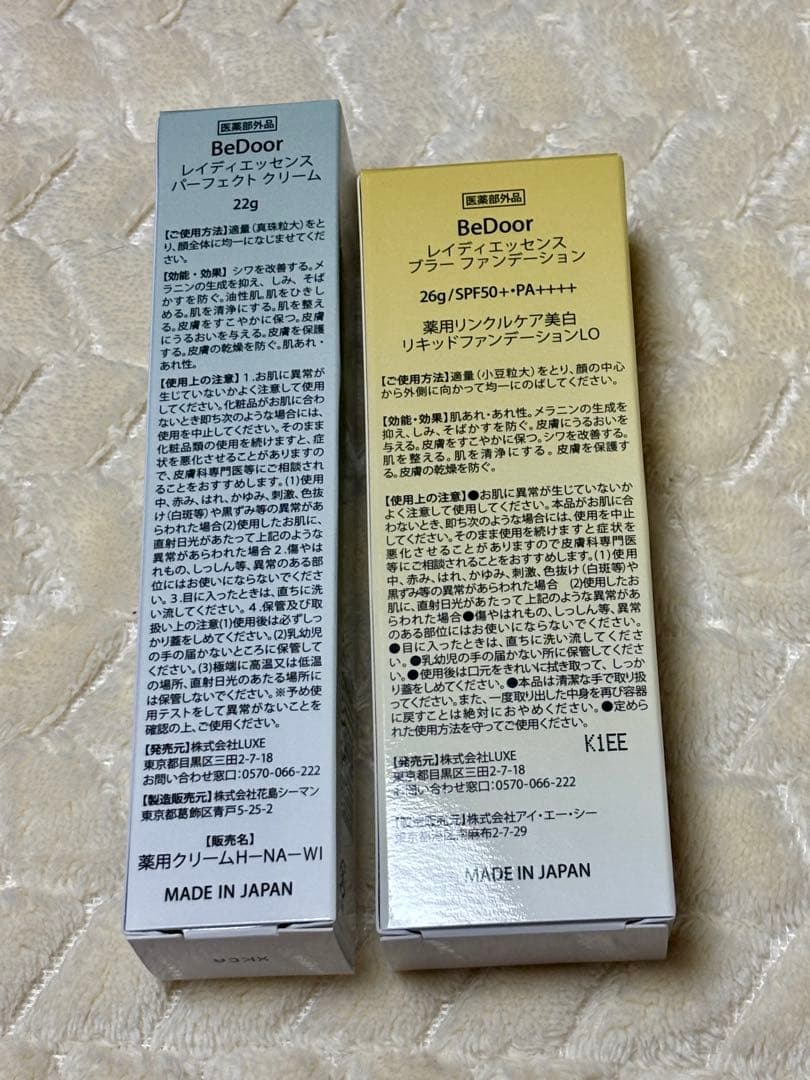 医薬部外品
BeDoor
レイディエッセンス
パーフェクト クリーム
22g
【ご使用方法】適量(真珠粒大)をと
り、顔全体に均一になじませてくだ
さい。
【効能・効果】シワを改善する。メ
ラニンの生成を抑え、しみ、そば
かすを防ぐ。油性肌。肌をひきし
める。肌を清浄にする。肌を整え
る。皮膚をすこやかに保つ。皮膚
にうるおいを与える。皮膚を保護
する。皮膚の乾燥を防ぐ。肌あれ・
あれ性。
【使用上の注意】1.お肌に異常が
生じていないかよく注意して使用
してください。化粧品がお肌に合わ
ないとき即ち次のような場合には、
使用を中止してください。そのまま
化粧品類の使用を続けますと、症
状を悪化させることがありますの
で、皮膚科専門医等にご相談され
ることをおすすめします。(1)使用
中、赤み、はれ、かゆみ、刺激、色抜
け(白斑等)や黒ずみ等の異常があ
らわれた場合(2)使用したお肌に、
直射日光があたって上記のような
異常があらわれた場合2.傷やは
れもの、しっしん等、異常のある部
位にはお使いにならないでくださ
い。3.目に入ったときは、直ちに洗
い流してください。4.保管及び取
扱い上の注意(1)使用後は必ずしっ
かり蓋をしめてください。(2)乳幼児
の手の届かないところに保管して
ください。(3)極端に高温又は低温
の場所、直射日光のあたる場所に
は保管しないでください。※予め使
用テストをして異常がないことを
確認の上、ご使用ください。
【発売元】株式会社LUXE
東京都目黒区三田2-7-18
お問い合わせ窓口:0570-066-222
【製造販売元】株式会社花島シーマン
東京都葛飾区青戸5-25-2
【販売名】
薬用クリームH−NA−WI
MADE IN JAPAN
XKCA
医薬部外品
BeDoor
レイディエッセンス
ブラー ファンデーション
26g/SPF50+・PA++++
薬用リンクルケア美白
リキッドファンデーションLO
【ご使用方法】適量(小豆粒大)をとり、顔の中心
から外側に向かって均一にのばしてください。
【効能・効果】肌あれ・あれ性。メラニンの生成を
抑え、しみ、そばかすを防ぐ。皮膚にうるおいを
与える。皮膚をすこやかに保つ。シワを改善する。
肌を整える。肌を清浄にする。皮膚を保護す
る。皮膚の乾燥を防ぐ。
【使用上の注意】●お肌に異常が生じていないか
よく注意して使用してください。本品がお肌に合
わないとき、即ち次のような場合には、使用を中止
してください。そのまま使用を続けますと症状を
悪化させることがありますので皮膚科専門医
等にご相談されることをおすすめします。(1)使用
中、赤み、はれ、かゆみ、刺激、色抜け(白斑等)や
黒ずみ等の異常があらわれた場合 (2)使用したお
肌に、直射日光があたって上記のような異常があ
らわれた場合●傷やはれもの、しっしん等、異常
のある部位にはお使いにならないでください。
●目に入ったときは、直ちに洗い流してくださ
い。●乳幼児の手の届かない所に保管してくださ
い。●使用後は口元をきれいに拭き取って、しっか
り蓋をしめてください。●本品は清潔な手で取り扱
ってください。また、一度取り出した中身を再び容器
に戻すことは絶対におやめください。●定めら
れた使用方法を守ってご使用ください。
K1EE
【発売元】株式会社LUXE
東京都目黒区三田2-7-18
お問い合わせ窓口:0570-066-222
【製造販売元】株式会社アイ・エー・シー
東京都港区南麻布2-7-29
MADE IN JAPAN